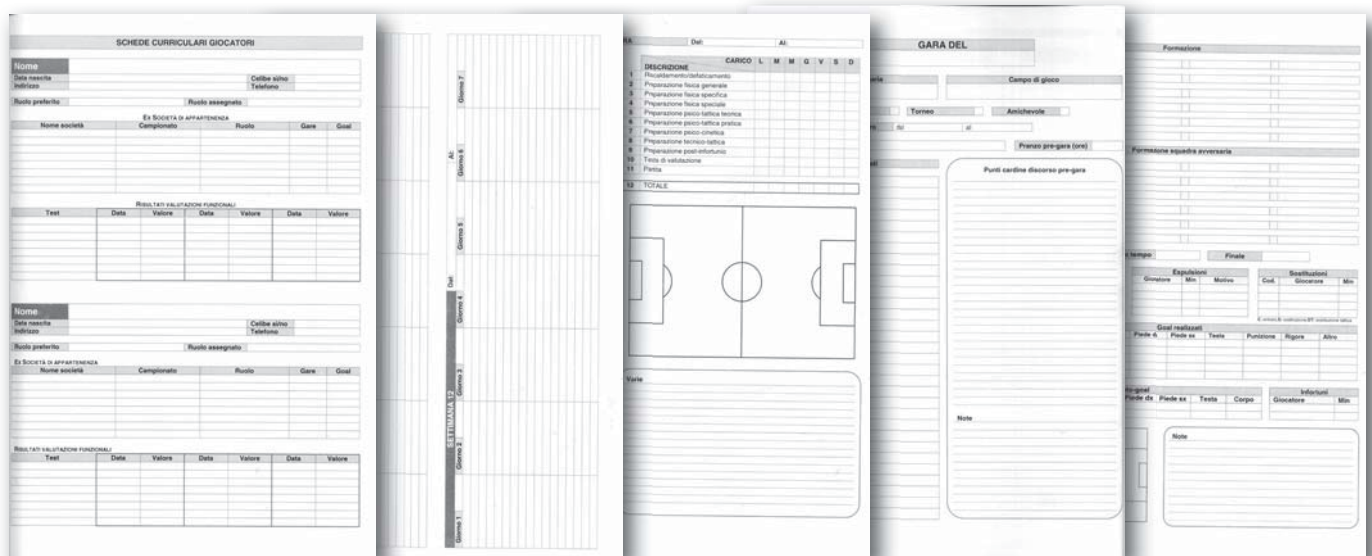 SCHEDE CURRICULARI GIOCATORI
Nome
Data nascita Celibe si/no
Indirizzo Telefono
Ruolo preferito Ruolo assegnato
EX SOCIETÀ DI APPARTENENZA
Nome società Campionato Ruolo Gare Goal
RISULTATI VALUTAZIONI FUNZIONALI
Test Data Valore Data Valore Data Valore
Nome
Data nascita Celibe si/no
Indirizzo Telefono
Ruolo preferito Ruolo assegnato
EX SOCIETÀ DI APPARTENENZA
Nome società Campionato Ruolo Gare Goal
RISULTATI VALUTAZIONI FUNZIONALI
Test Data Valore Data Valore Data Valore
SETTIMANA 12 Dal: Al:
Giorno 1 Giorno 2 Giorno 3 Giorno 4 Giorno 5 Giorno 6 Giorno 7
Dal: Al:
DESCRIZIONE CARICO L M M G V S D
1 Riscaldamento/defaticamento
2 Preparazione fisica generale
3 Preparazione fisica specifica
4 Preparazione fisica speciale
5 Preparazione psico-tattica teorica
6 Preparazione psico-tattica pratica
7 Preparazione psico-cinetica
8 Preparazione tecnico-tattica
9 Preparazione post-infortunio
10 Tests di valutazione
11 Partita
12 TOTALE
Varie
GARA DEL
Campo di gioco
Torneo Amichevole
al
Pranzo pre-gara (ore)
Punti cardine discorso pre-gara
Note
Formazione
Formazione squadra avversaria
tempo Finale
Espulsioni Sostituzioni
Giocatore Min Motivo Cod. Giocatore Min
Goal realizzati
Piede d. Piede sx Testa Punizione Rigore Altro
Infortuni
Piede dx Piede sx Testa Corpo Giocatore Min
Note